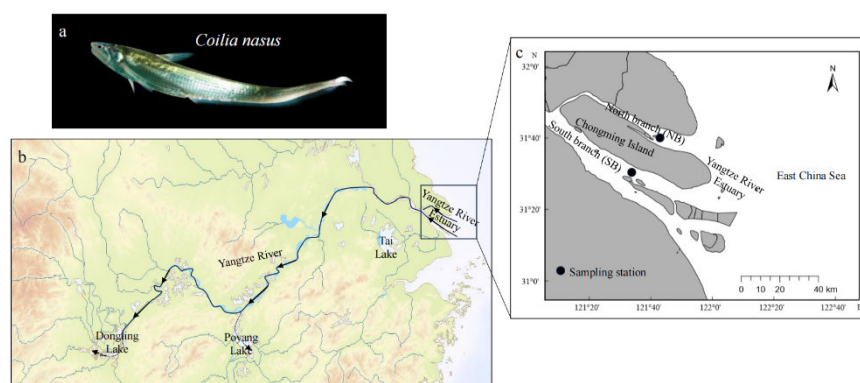 a
Coilia nasus
b
Yangtze River
Estuary
Yangtze River
Tai
Lake
Dongling
Lake
Poyang
Lake
c
N
N
32°0'
31°40'
31°20'
31°0'
North branch (NB)
Chongming Island
South branch (SB)
Yangtze River
Estuary
East China Sea
Sampling station
0 10 20 40
km
121°20' 121°40' 122°0' 122°20' 122°40' E